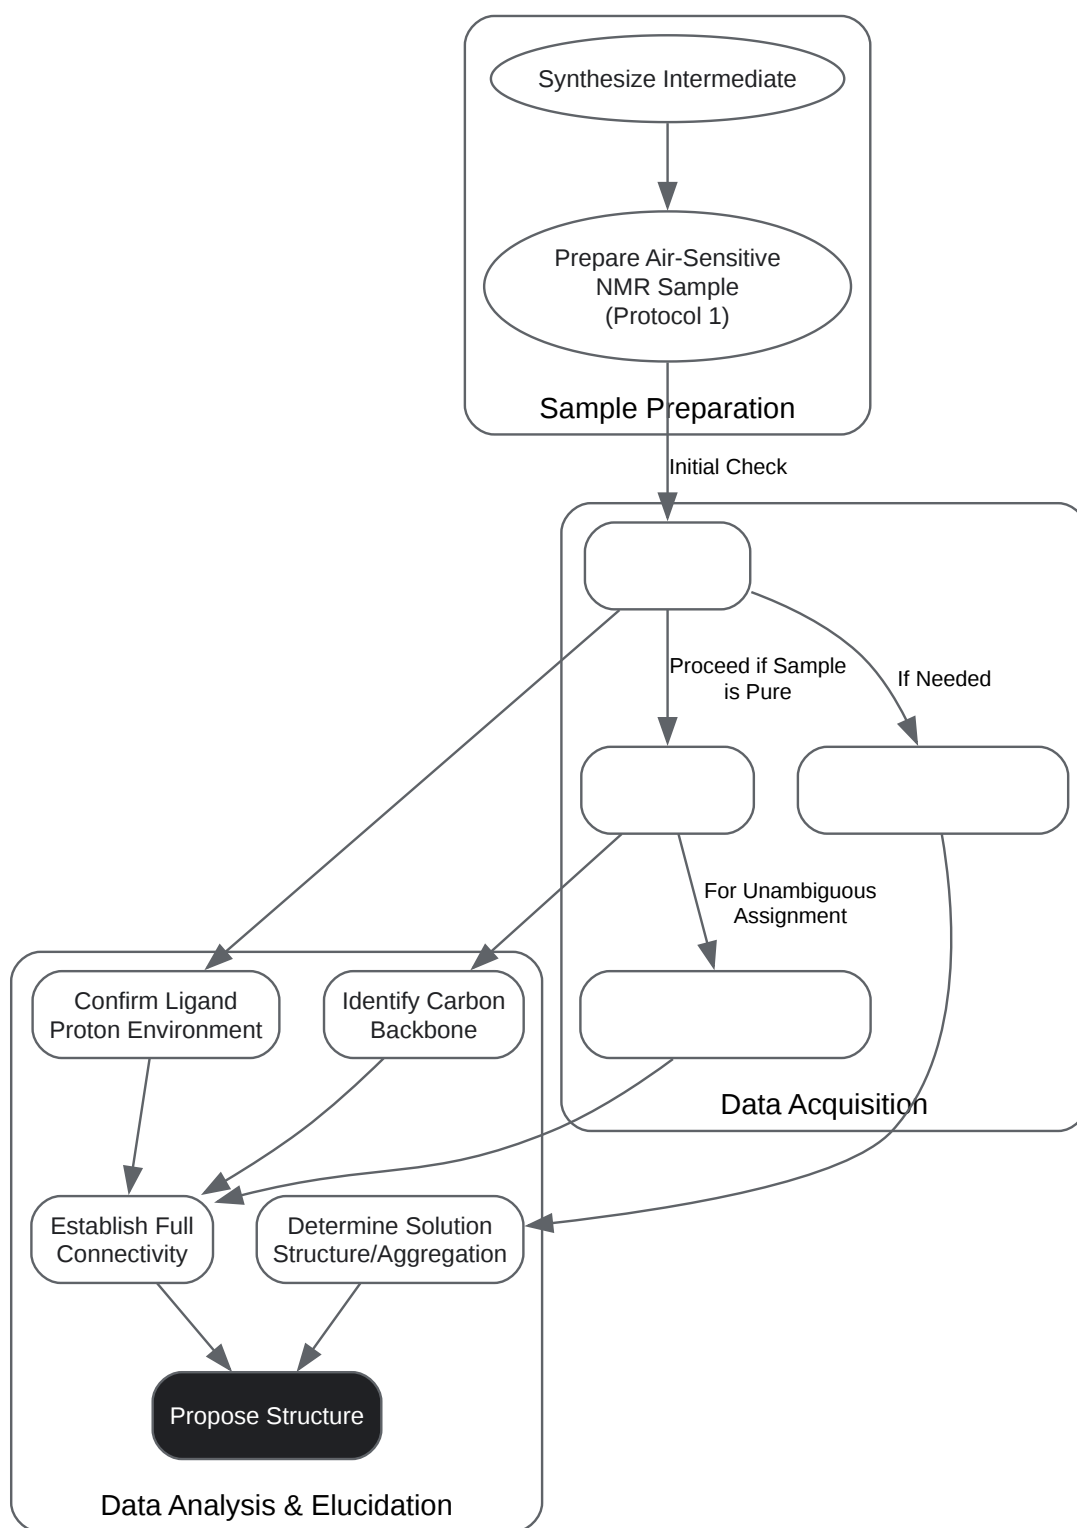 Synthesize Intermediate
Prepare Air-Sensitive
NMR Sample
(Protocol 1)
Sample Preparation
Initial Check
Proceed if Sample
is Pure
If Needed
For Unambiguous
Assignment
Confirm Ligand
Proton Environment
Identify Carbon
Backbone
Data Acquisition
Establish Full
Connectivity
Determine Solution
Structure/Aggregation
Propose Structure
Data Analysis & Elucidation